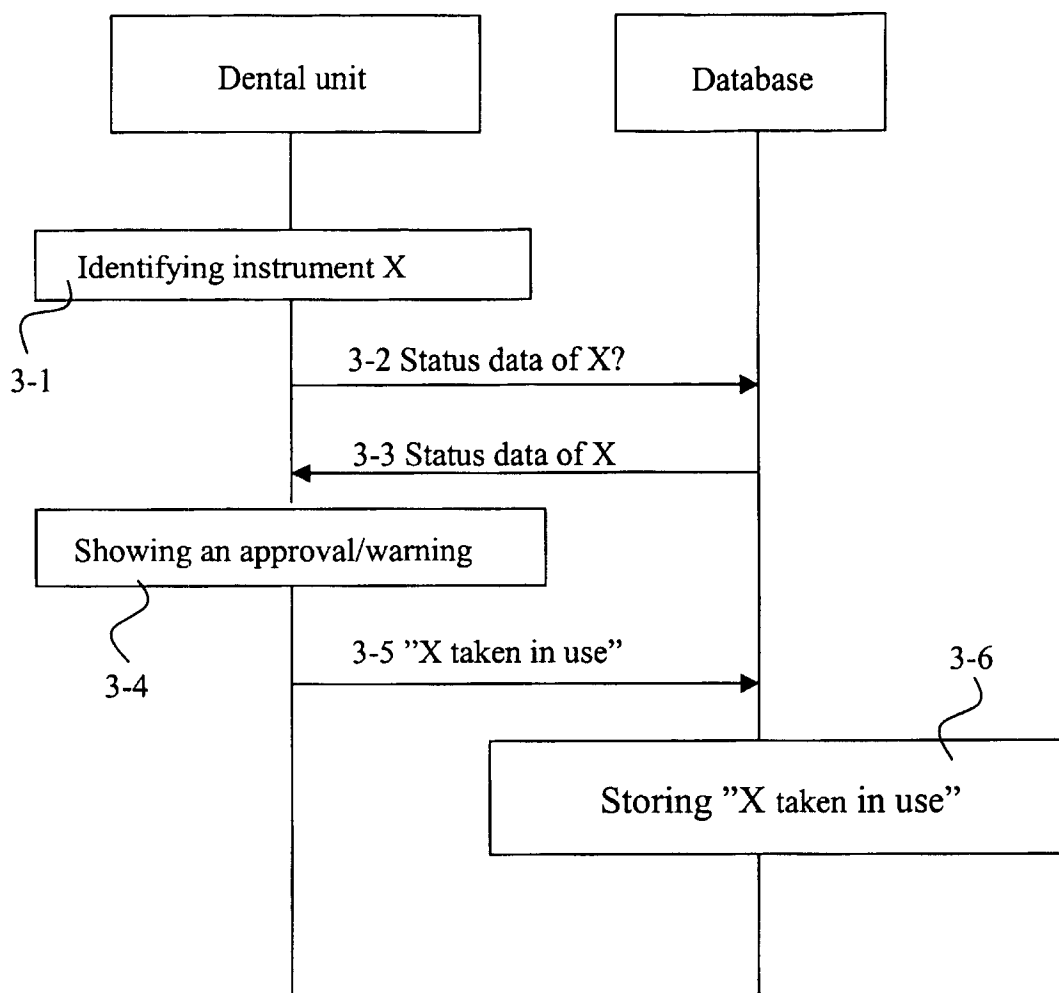 Dental unit
Database
Identifying instrument X
3-1
3-2 Status data of X?
3-3 Status data of X
Showing an approval/warning
3-4
3-5 ”X taken in use”
3-6
Storing ”X taken in use”